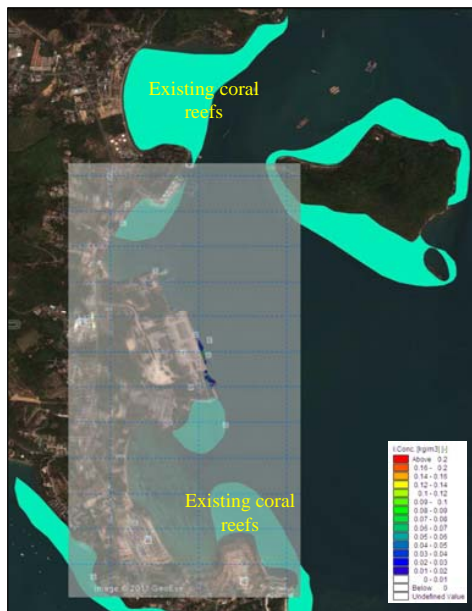 Existing coral
reefs
Existing coral
reefs
Conc. [kg/m3] [-]
Above 0.2
0.16 - 0.2
0.14 - 0.16
0.12 - 0.14
0.1 - 0.12
0.09 - 0.1
0.08 - 0.09
0.07 - 0.08
0.06 - 0.07
0.05 - 0.06
0.04 - 0.05
0.03 - 0.04
0.02 - 0.03
0.01 - 0.02
0 - 0.01
Below 0
Undefined Value
Image © 2013 GeoEye